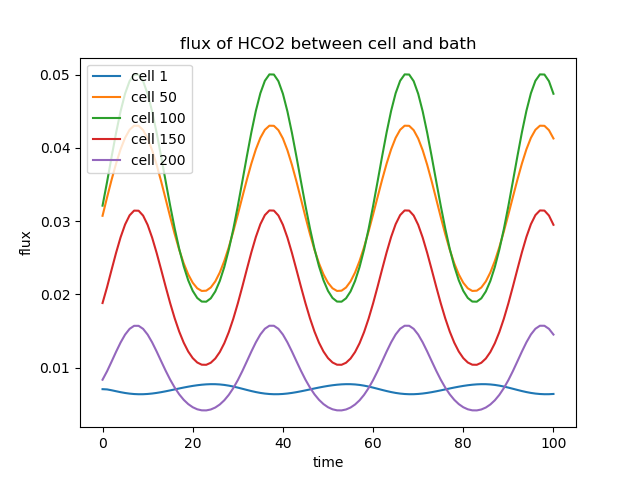 flux of HCO2 between cell and bath
cell 1
cell 50
cell 100
cell 150
cell 200
0.05
0.04
0.03
0.02
0.01
flux
0 20 40 60 80 100
time